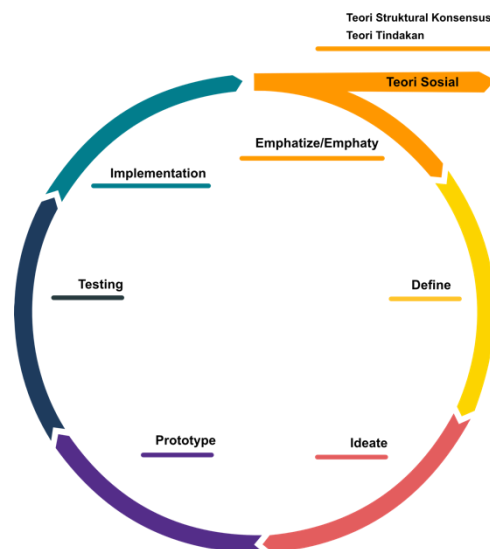 Teori Struktural Konsensus
Teori Tindakan
Teori Sosial
Emphatize/Emphaty
Implementation
Testing
Define
Prototype
Ideate